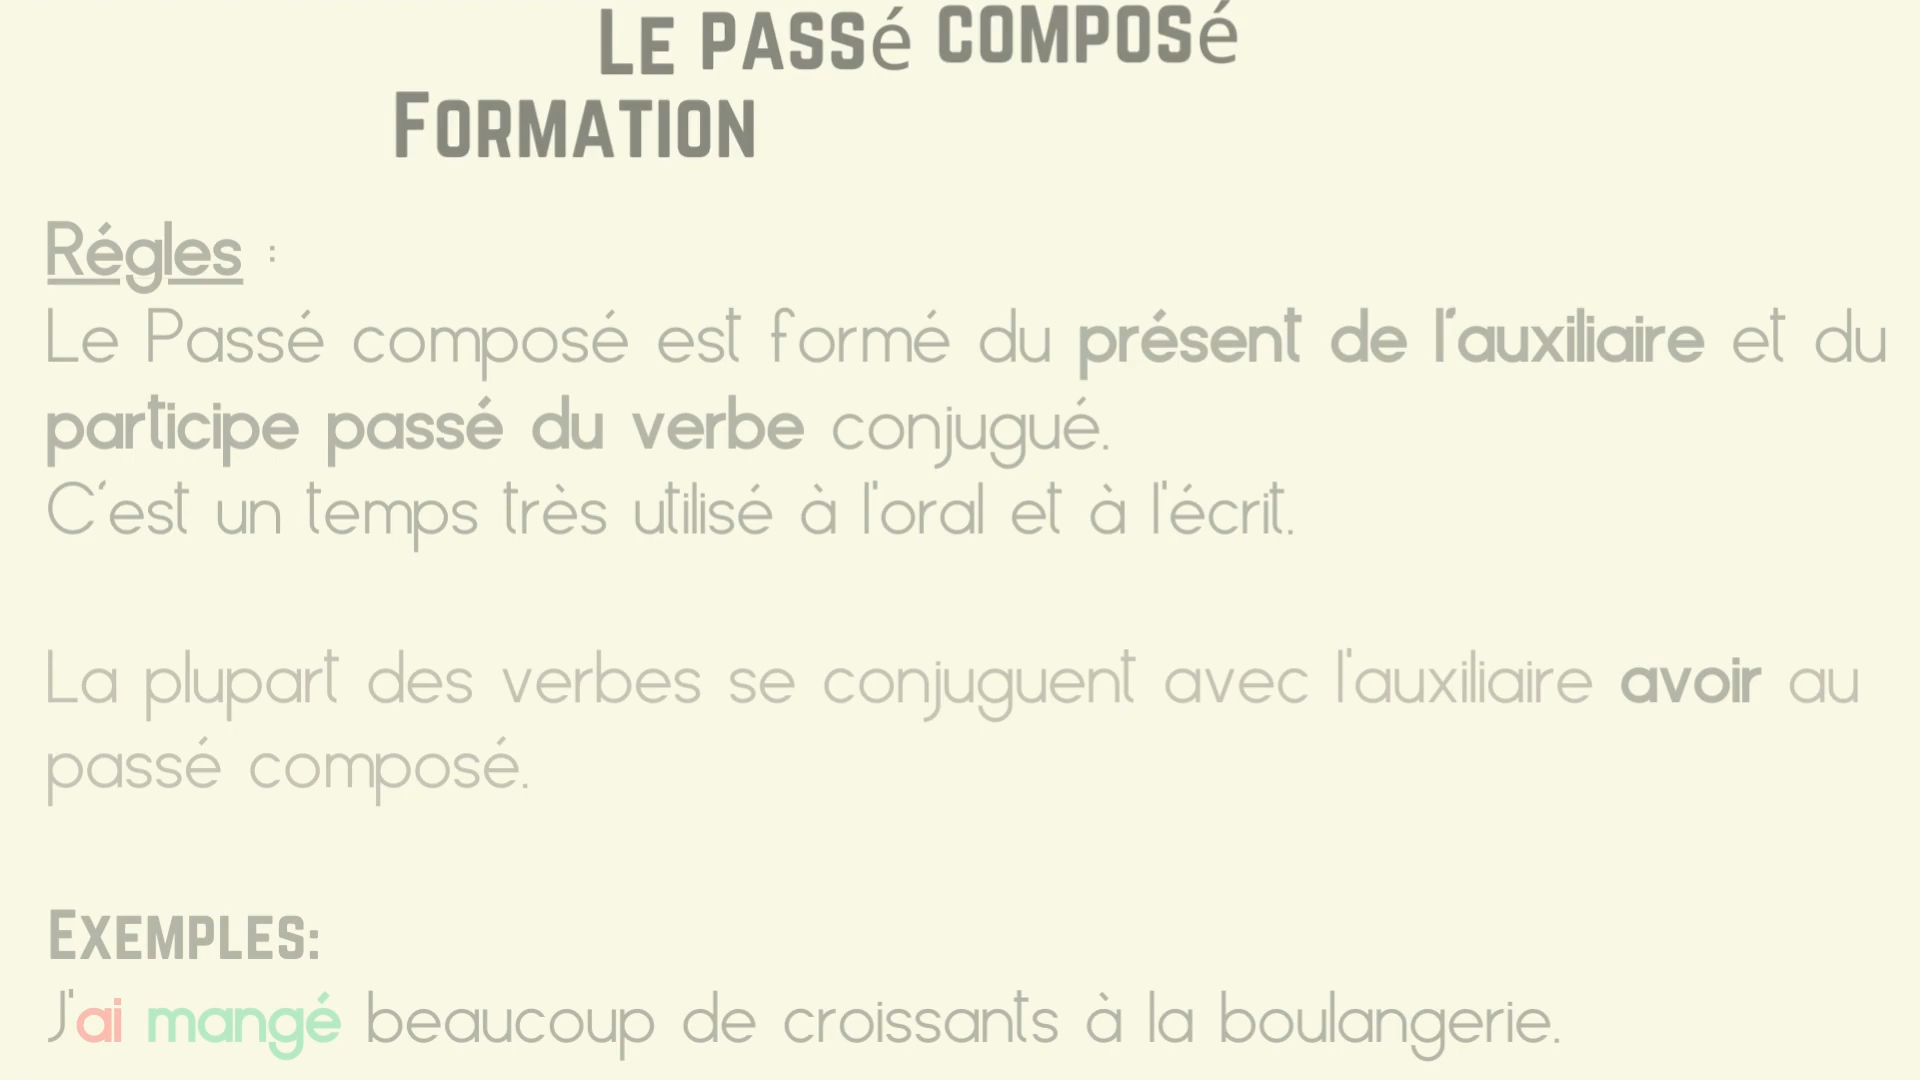 Le passé composé
Formation
Régles :
Le Passé composé est formé du présent de l'auxiliaire et du
participe passé du verbe conjugué.
C'est un temps très utilisé à l'oral et à l'écrit.
La plupart des verbes se conjuguent avec l'auxiliaire avoir au
passé composé.
Exemples:
J'ai mangé beaucoup de croissants à la boulangerie.